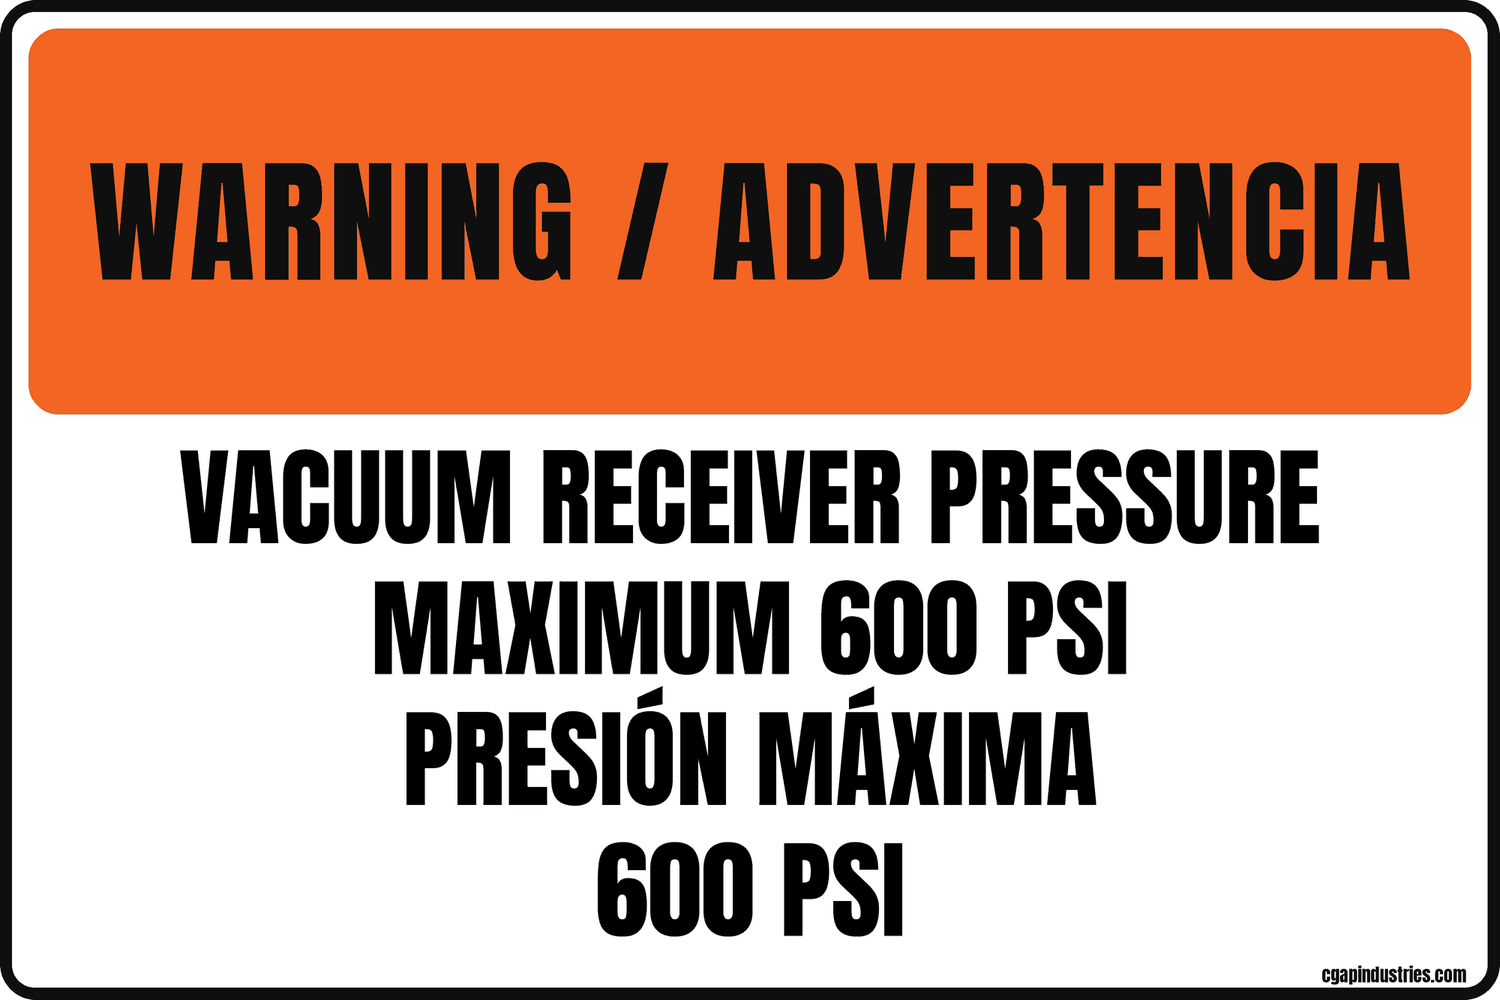 WARNING / ADVERTENCIA
VACUUM RECEIVER PRESSURE
MAXIMUM 600 PSI
PRESIÓN MÁXIMA
600 PSI
cgapindustries.com